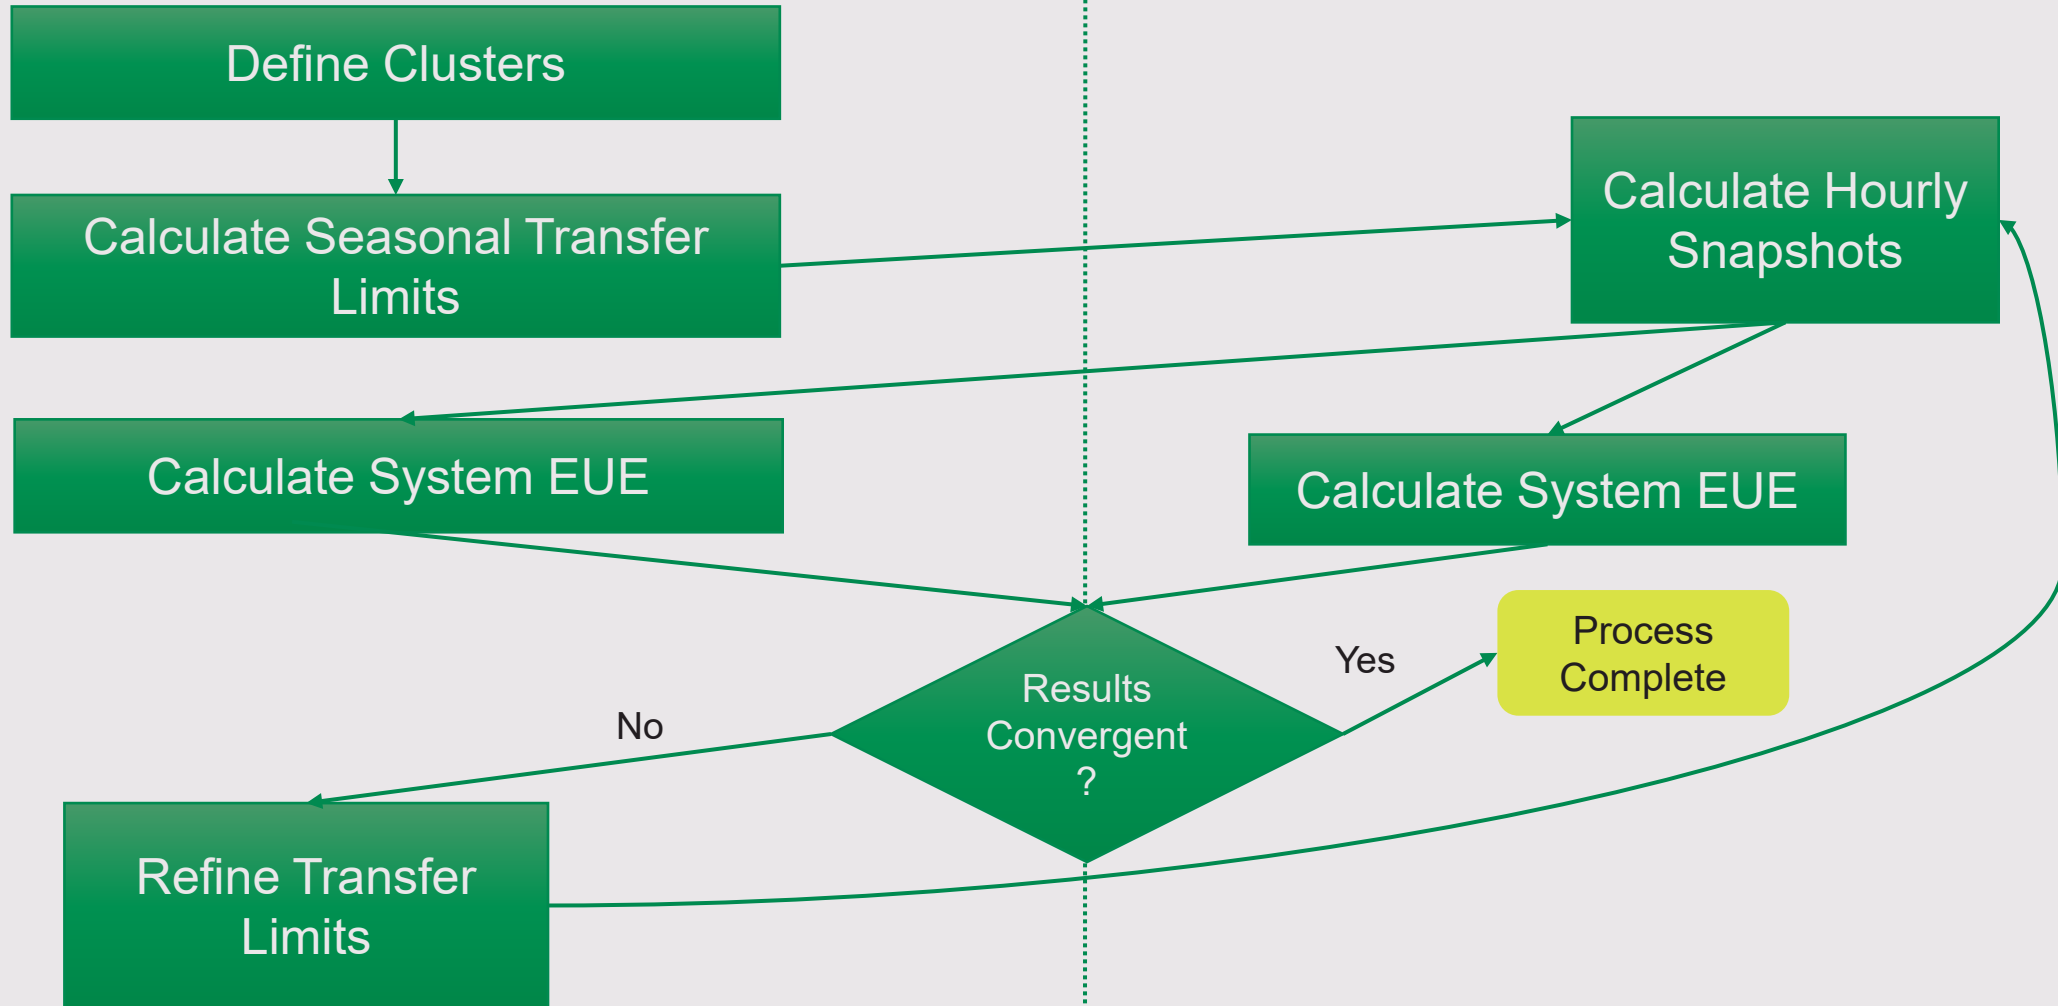 Define Clusters
Calculate Seasonal Transfer
Limits
Calculate Hourly
Snapshots
Calculate System EUE
Calculate System EUE
Results
Convergent
?
Yes
Process
Complete
No
Refine Transfer
Limits